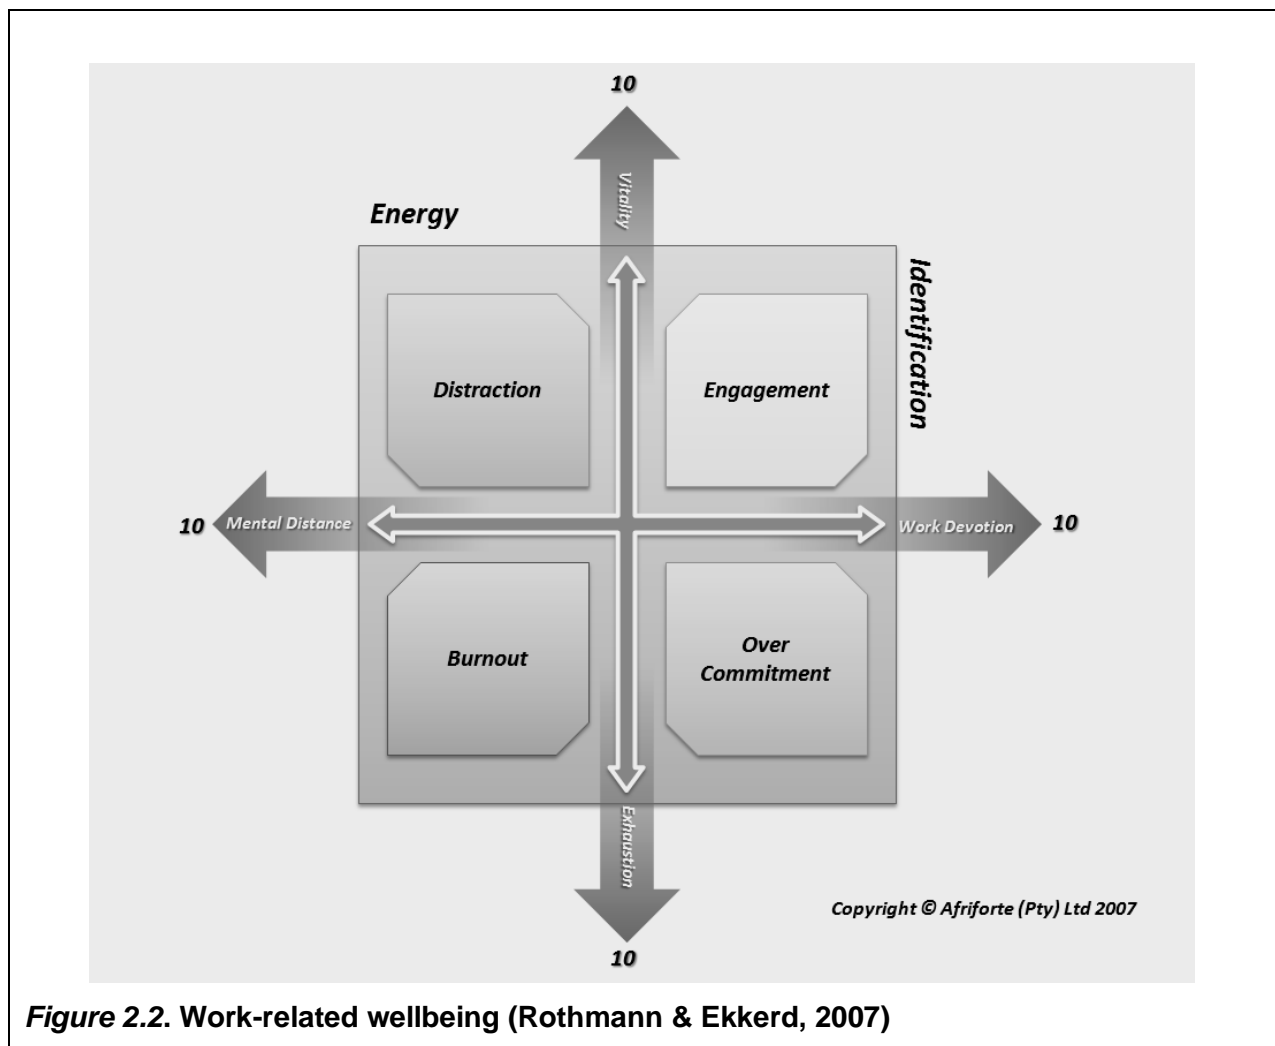 10
Vitality
Energy
Identification
Distraction
Engagement
10
Mental Distance
Work Devotion
10
Burnout
Over
Commitment
Exhaustion
Copyright © Afriforte (Pty) Ltd 2007
10
Figure 2.2. Work-related wellbeing (Rothmann & Ekkerd, 2007)